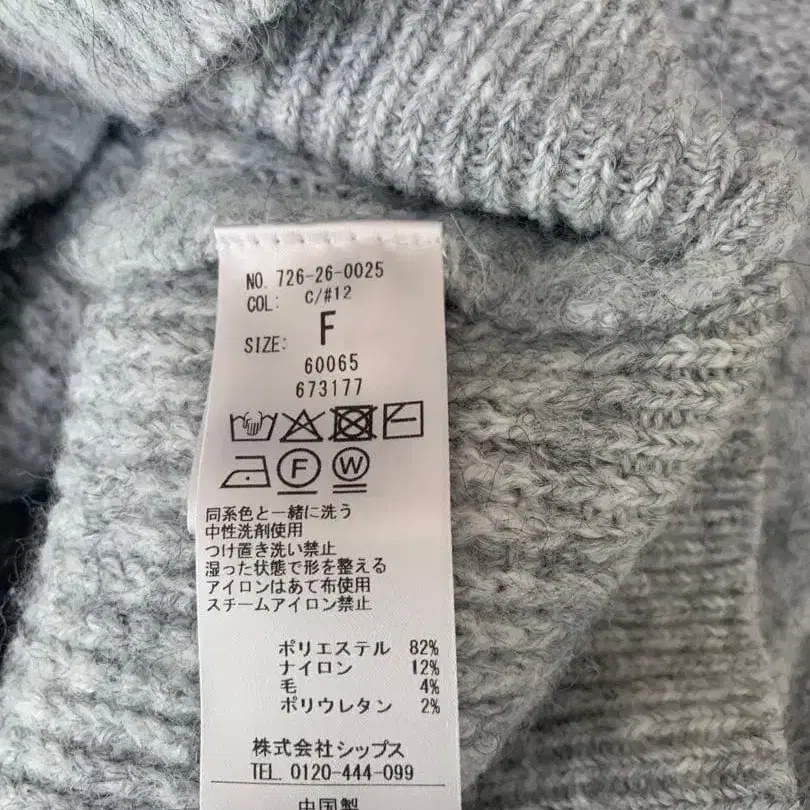 NO. 726-26-0025
COL: C/#12
SIZE: F
60065
673177
F W
同系色と一緒に洗う
中性洗剤使用
つけ置き洗い禁止
湿った状態で形を整える
アイロンはあて布使用
スチームアイロン禁止
ポリエステル 82%
ナイロン 12%
毛 4%
ポリウレタン 2%
株式会社シップス
TEL. 0120-444-099
中国製